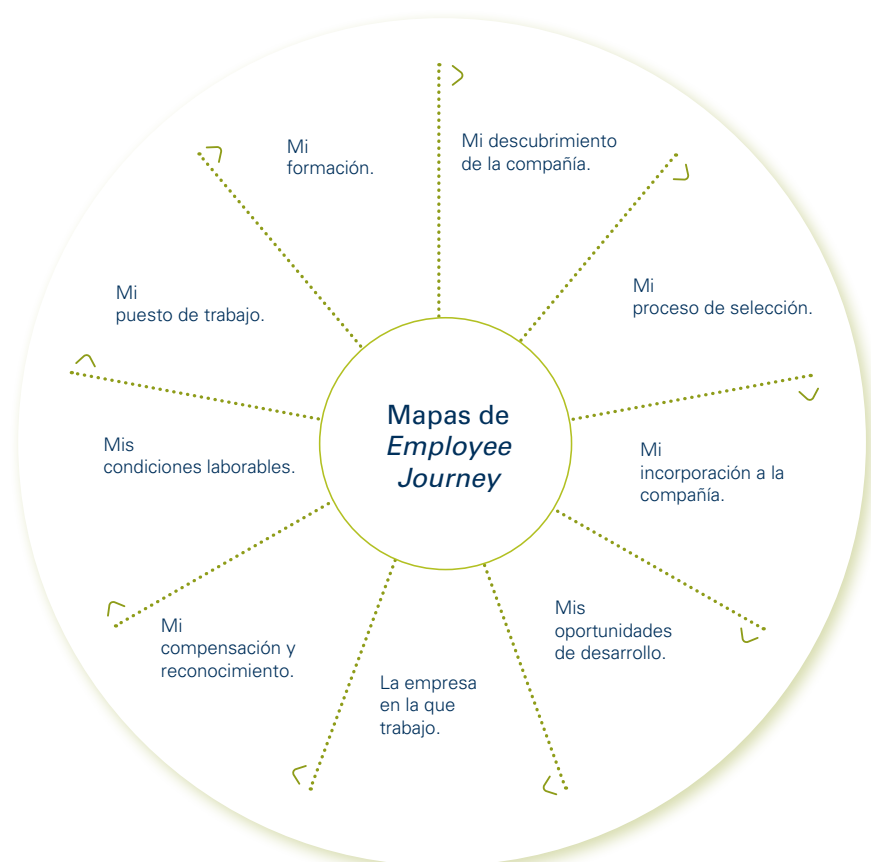 Mapas de
Employee
Journey
Mi descubrimiento
de la compañía.
Mi
proceso de selección.
Mi
incorporación a la
compañía.
Mis
oportunidades
de desarrollo.
La empresa
en la que
trabajo.
Mi
compensación y
reconocimiento.
Mis
condiciones laborables.
Mi
puesto de trabajo.
Mi
formación.